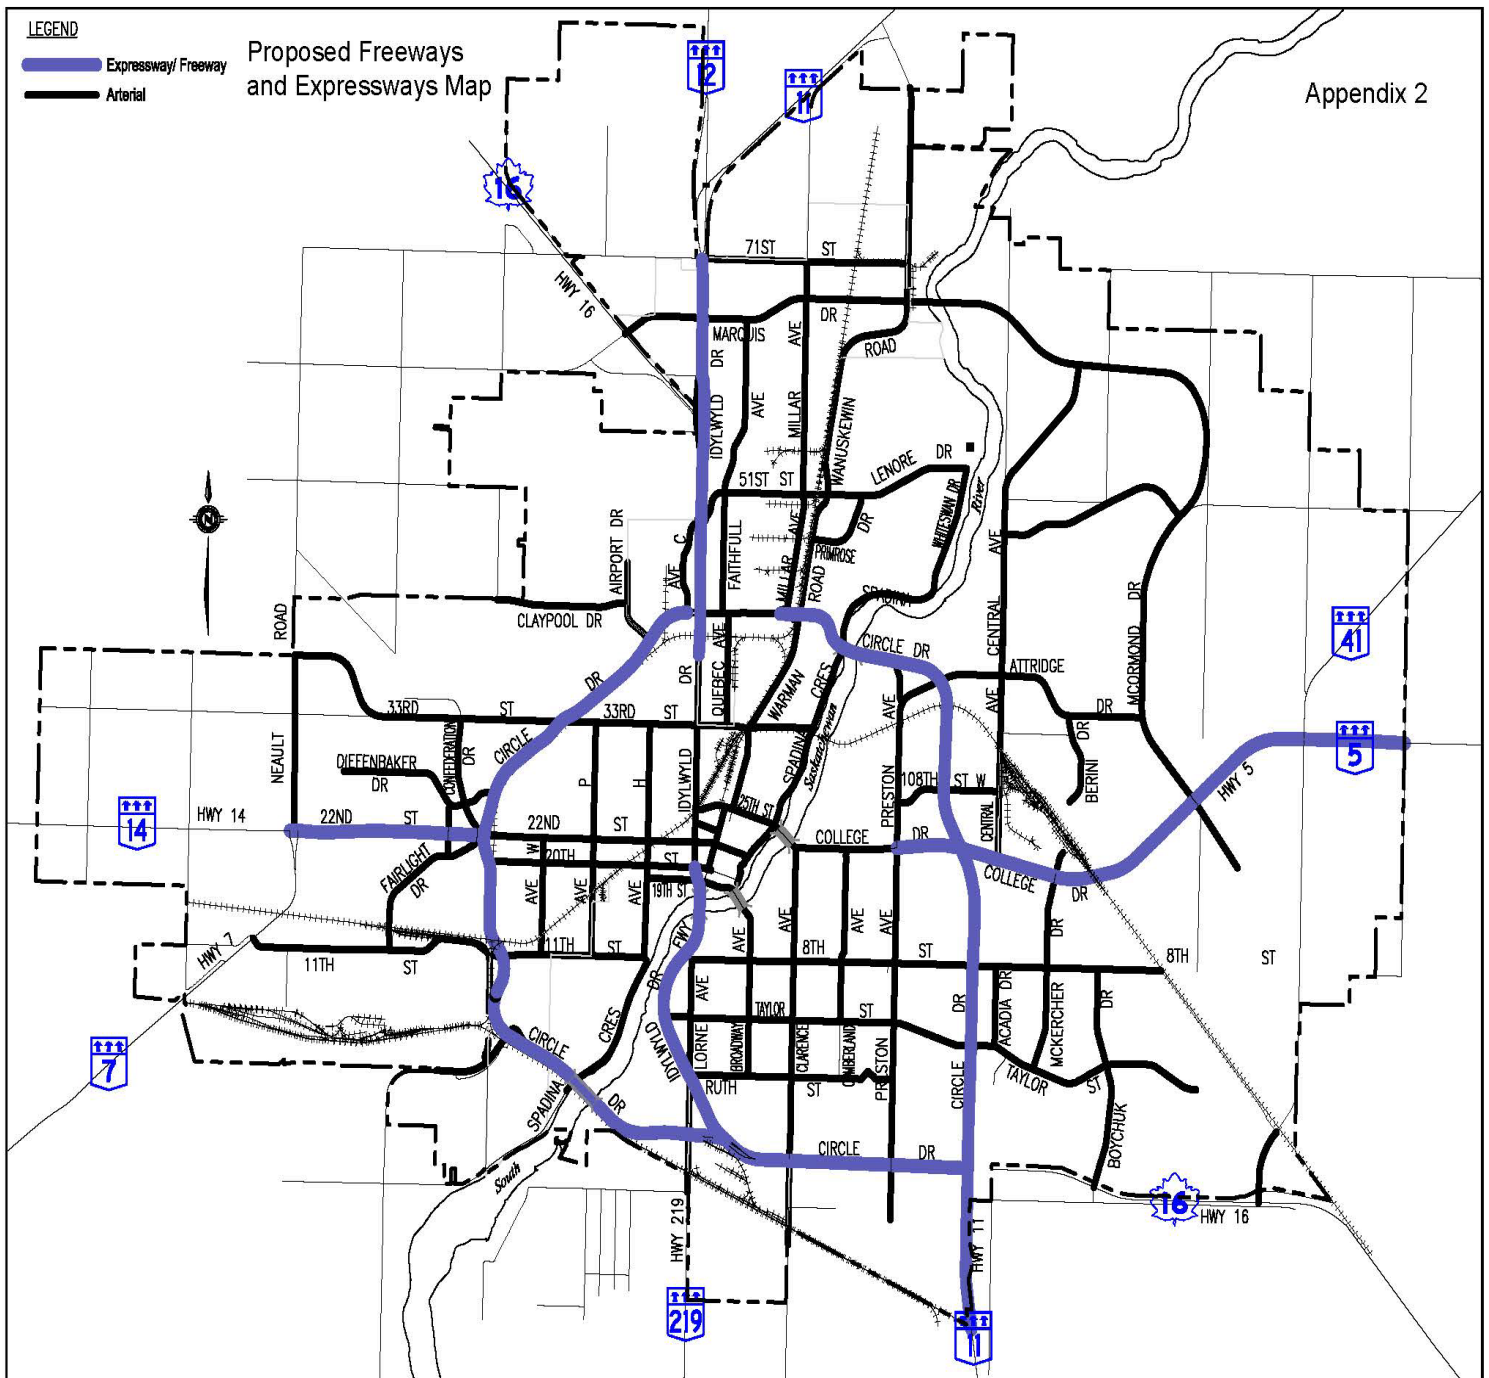 LEGEND
Expressway/ Freeway
Arterial
Proposed Freeways
and Expressways Map
Appendix 2
12
11
16
HWY 16
71ST ST
MARQUIS DR
IDYLWYLD DR
AVE
MILLAR AVE
WANUSKEWIN ROAD
51ST ST
LENORE DR
WHITESWAN DR
River
PRIMROSE DR
AIRPORT DR
AVE C
FAITHFULL
MILLAR AVE
ROAD
SPADINA
CENTRAL AVE
CLAYPOOL DR
ROAD
NEAULT
CIRCLE DR
ATTRIDGE DR
MCORMOND DR
41
DR
QUEBEC AVE
WARMAN
SPADINA CRES
Saskatchewan
PRESTON AVE
AVE
33RD ST
33RD ST
CONFEDERATION DR
CIRCLE DR
DIEFENBAKER DR
P
H
IDYLWYLD
25TH ST
108TH ST W
CENTRAL
BERINI DR
HWY 5
5
14
HWY 14
22ND ST
22ND ST
W
20TH ST
COLLEGE DR
COLLEGE DR
FAIRLIGHT DR
AVE
AVE
AVE
19TH ST
FWY
AVE
AVE
AVE
AVE
DR
HWY 7
11TH ST
11TH ST
8TH ST
8TH ST
7
CIRCLE DR
SPADINA CRES
IDYLWYLD DR
LORNE AVE
BROADWAY
TAYLOR ST
CLARENCE
CUMBERLAND
PRESTON
CIRCLE DR
ACADIA DR
MCKERCHER
DR
TAYLOR ST
RUTH ST
BOYCHUK
CIRCLE DR
South
HWY 219
HWY 11
16
HWY 16
219
11